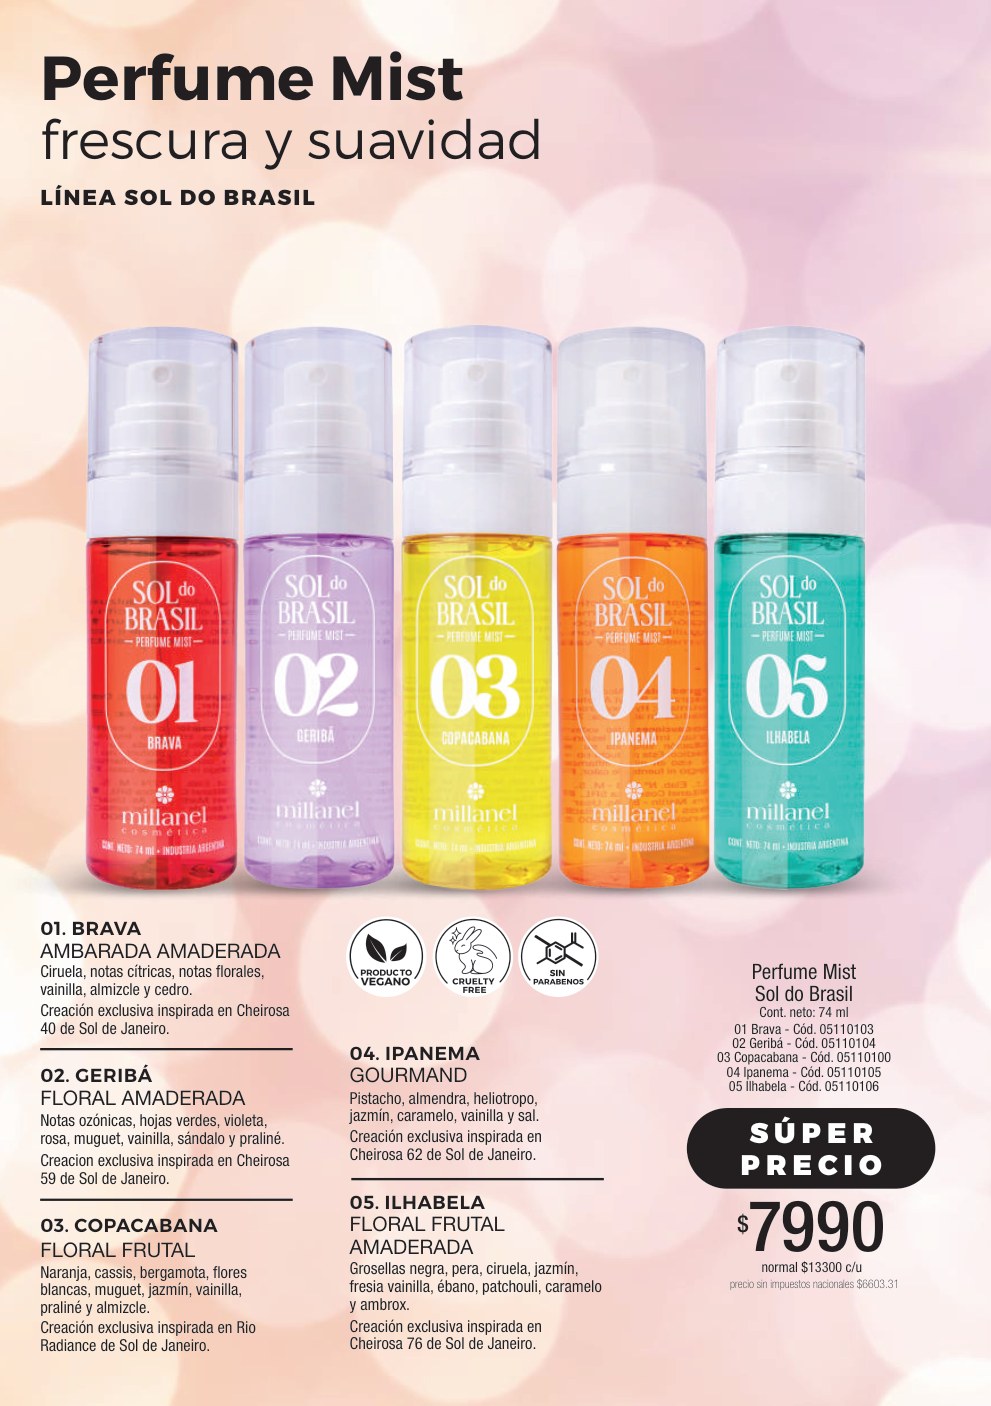 Perfume Mist
frescura y suavidad
LÍNEA SOL DO BRASIL
SOL do
BRASIL
PERFUME MIST
01
BRAVA
millanel
cosmética
CONT. NETO: 74 ml • INDUSTRIA ARGENTINA
SOL do
BRASIL
PERFUME MIST
02
GERIBÁ
millanel
cosmética
CONT. NETO: 74 ml • INDUSTRIA ARGENTINA
SOL do
BRASIL
PERFUME MIST
03
COPACABANA
millanel
cosmética
CONT. NETO: 74 ml • INDUSTRIA ARGENTINA
SOL do
BRASIL
PERFUME MIST
04
IPANEMA
millanel
cosmética
CONT. NETO: 74 ml • INDUSTRIA ARGENTINA
SOL do
BRASIL
PERFUME MIST
05
ILHABELA
millanel
cosmética
CONT. NETO: 74 ml • INDUSTRIA ARGENTINA
01. BRAVA
AMBARADA AMADERADA
Ciruela, notas cítricas, notas florales,
vainilla, almizcle y cedro.
Creación exclusiva inspirada en Cheirosa
40 de Sol de Janeiro.
02. GERIBÁ
FLORAL AMADERADA
Notas ozónicas, hojas verdes, violeta,
rosa, muguet, vainilla, sándalo y praliné.
Creacion exclusiva inspirada en Cheirosa
59 de Sol de Janeiro.
03. COPACABANA
FLORAL FRUTAL
Naranja, cassis, bergamota, flores
blancas, muguet, jazmín, vainilla,
praliné y almizcle.
Creación exclusiva inspirada en Rio
Radiance de Sol de Janeiro.
PRODUCTO
VEGANO
CRUELTY
FREE
SIN
PARABENOS
04. IPANEMA
GOURMAND
Pistacho, almendra, heliotropo,
jazmín, caramelo, vainilla y sal.
Creación exclusiva inspirada en
Cheirosa 62 de Sol de Janeiro.
05. ILHABELA
FLORAL FRUTAL
AMADERADA
Grosellas negra, pera, ciruela, jazmín,
fresia vainilla, ébano, patchouli, caramelo
y ambrox.
Creación exclusiva inspirada en
Cheirosa 76 de Sol de Janeiro.
Perfume Mist
Sol do Brasil
Cont. neto: 74 ml
01 Brava - Cód. 05110103
02 Geribá - Cód. 05110104
03 Copacabana - Cód. 05110100
04 Ipanema - Cód. 05110105
05 Ilhabela - Cód. 05110106
SÚPER
PRECIO
$7990
normal $13300 c/u
precio sin impuestos nacionales $6603.31